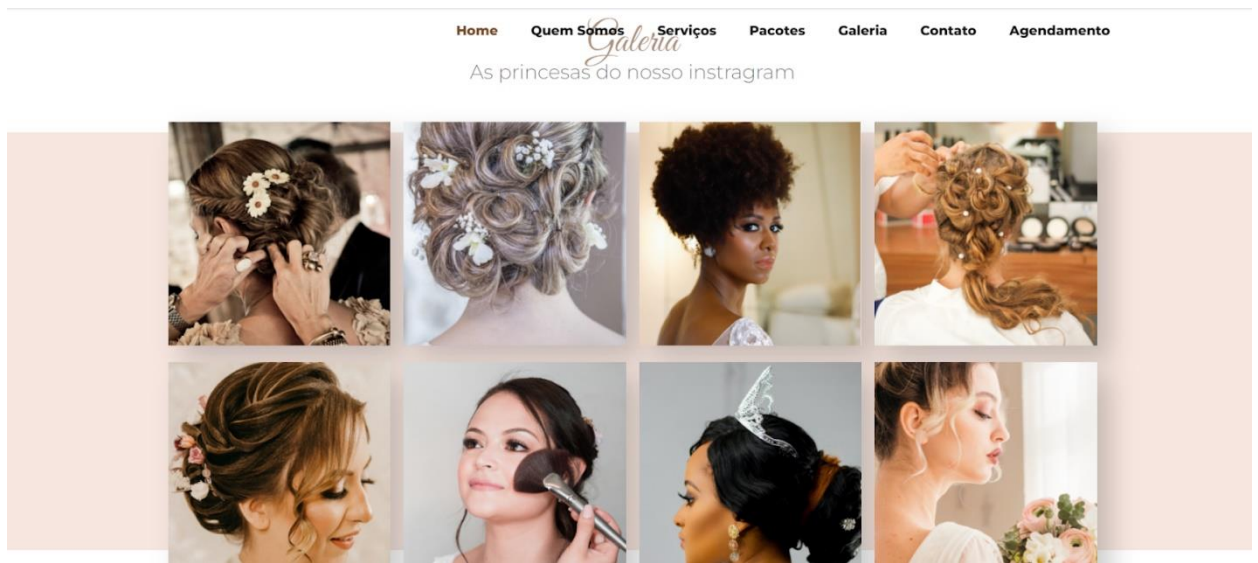 Home Quem Somos Serviços Pacotes Galeria Contato Agendamento
Galeria
As princesas do nosso instragram